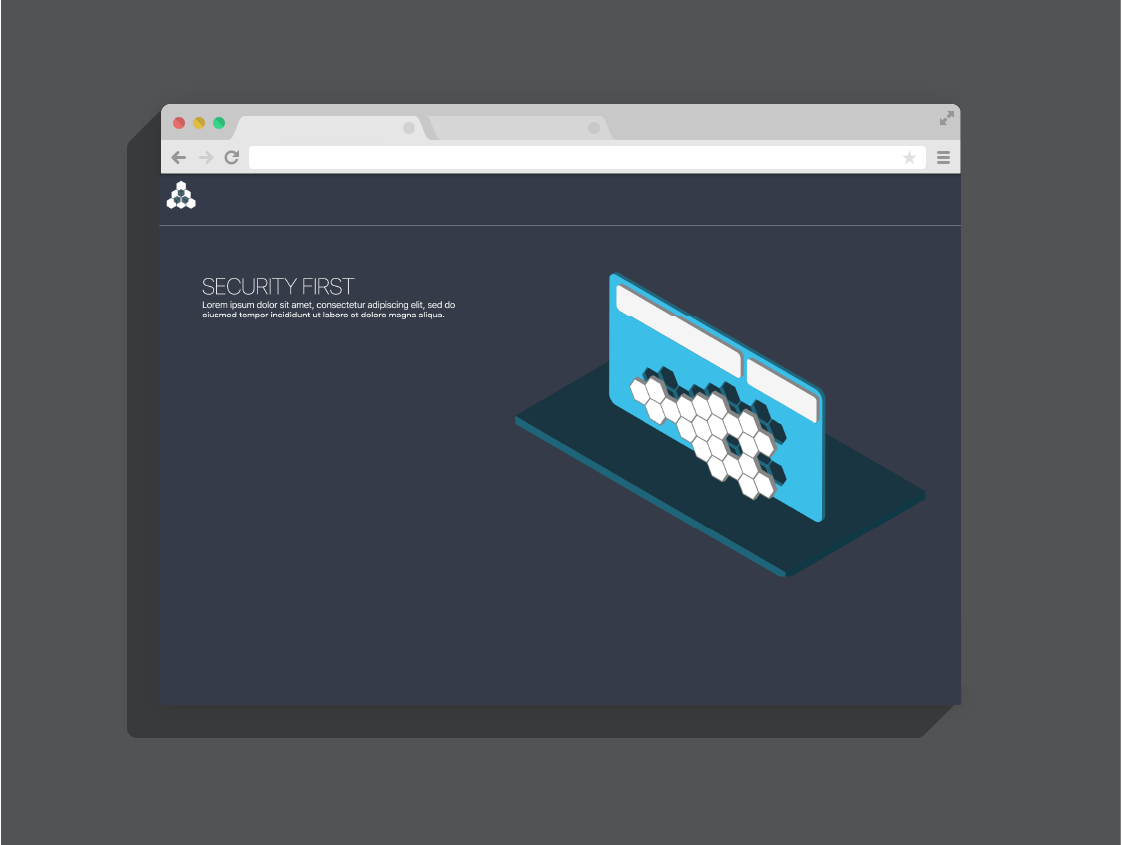 SECURITY FIRST
Lorem ipsum dolor sit amet, consectetur adipiscing elit, sed do
eiusmod tempor incididunt ut labore et dolore magna aliqua.